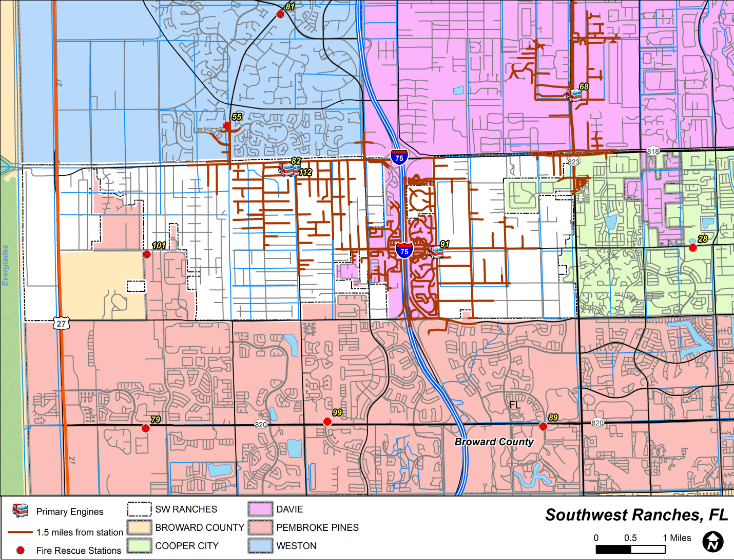 81
27
68
55
82
112
75
818
823
Everglades
101
91
28
75
27
FL
79
820
99
89
820
Broward County
27
Primary Engines
1.5 miles from station
Fire Rescue Stations
SW RANCHES
BROWARD COUNTY
COOPER CITY
DAVIE
PEMBROKE PINES
WESTON
Southwest Ranches, FL
0 0.5 1 Miles
N